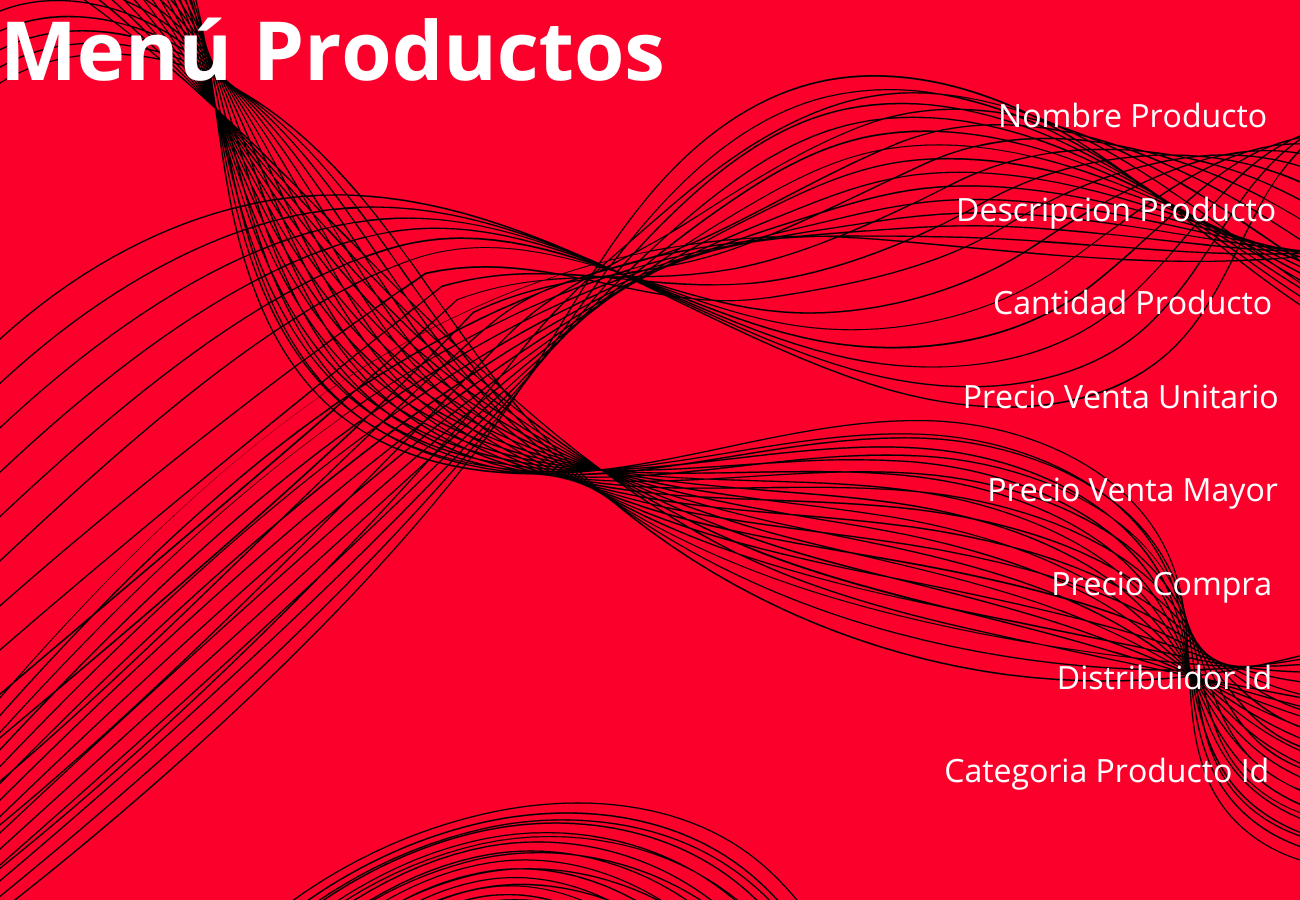 Menú Productos
Nombre Producto
Descripcion Producto
Cantidad Producto
Precio Venta Unitario
Precio Venta Mayor
Precio Compra
Distribuidor Id
Categoria Producto Id